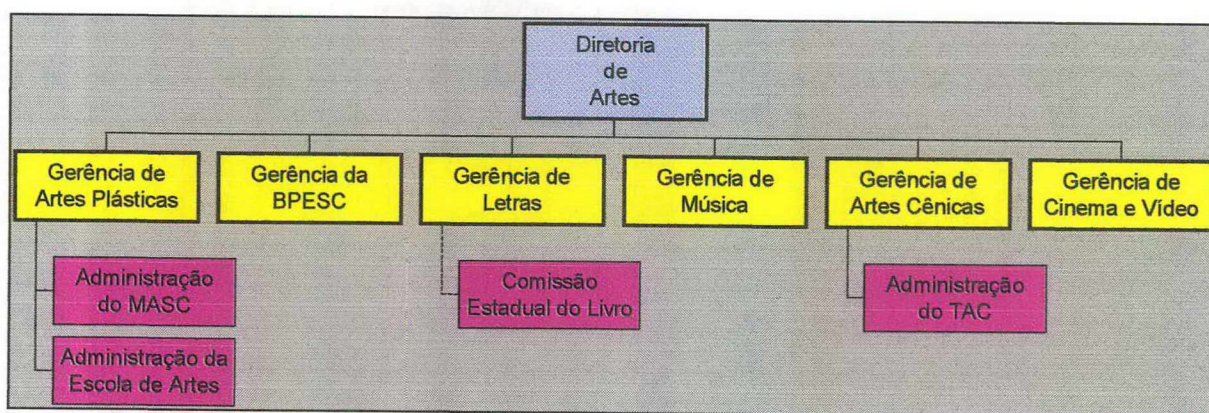 Diretoria
de
Artes
Gerência de
Artes Plásticas
Gerência da
BPESC
Gerência de
Letras
Gerência de
Música
Gerência de
Artes Cênicas
Gerência de
Cinema e Vídeo
Administração
do MASC
Administração da
Escola de Artes
Comissão
Estadual do Livro
Administração
do TAC